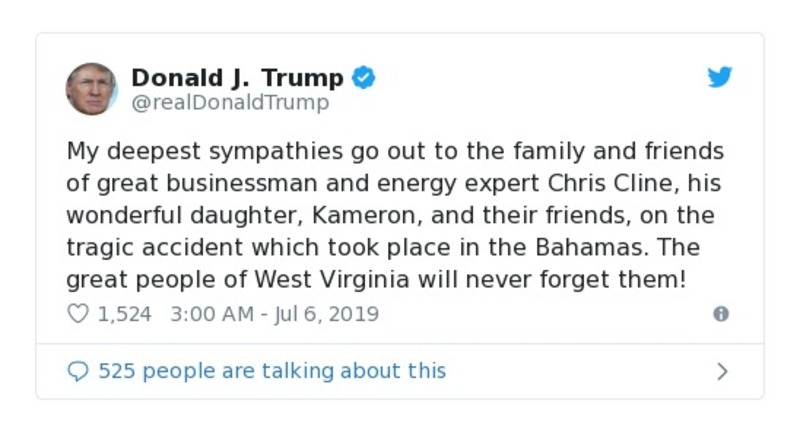 Donald J. Trump
@realDonaldTrump
My deepest sympathies go out to the family and friends
of great businessman and energy expert Chris Cline, his
wonderful daughter, Kameron, and their friends, on the
tragic accident which took place in the Bahamas. The
great people of West Virginia will never forget them!
1,524 3:00 AM - Jul 6, 2019
525 people are talking about this